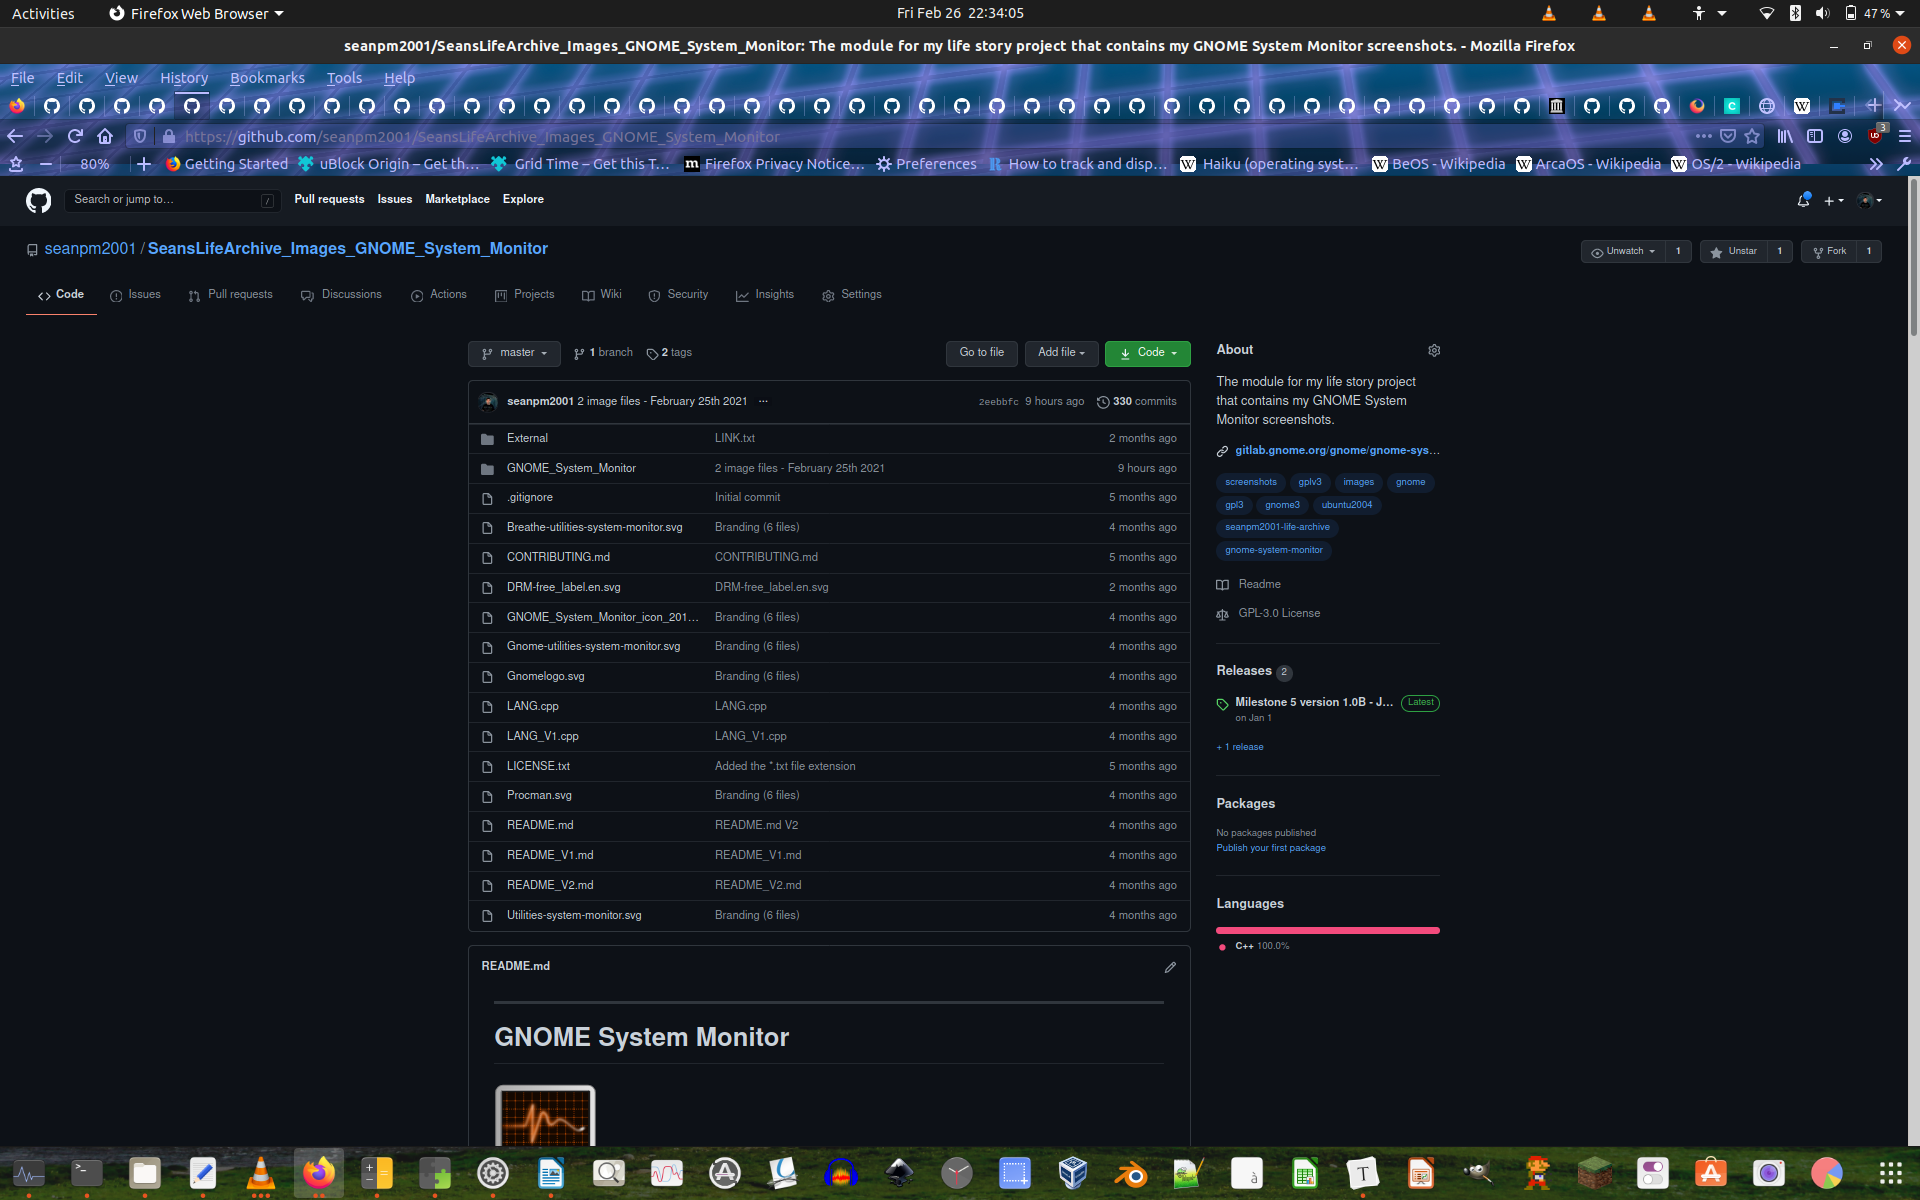 Activities Firefox Web Browser Fri Feb 26 22:34:05 47 %
seanpm2001/SeansLifeArchive_Images_GNOME_System_Monitor: The module for my life story project that contains my GNOME System Monitor screenshots. - Mozilla Firefox
File Edit View History Bookmarks Tools Help
https://github.com/seanpm2001/SeansLifeArchive_Images_GNOME_System_Monitor 3
80% Getting Started uBlock Origin – Get th… Grid Time – Get this T… Firefox Privacy Notice… Preferences How to track and disp… Haiku (operating syst… BeOS - Wikipedia ArcaOS - Wikipedia OS/2 - Wikipedia
Search or jump to… / Pull requests Issues Marketplace Explore
seanpm2001 / SeansLifeArchive_Images_GNOME_System_Monitor Unwatch 1 Unstar 1 Fork 1
Code Issues Pull requests Discussions Actions Projects Wiki Security Insights Settings
master 1 branch 2 tags Go to file Add file Code
seanpm2001 2 image files - February 25th 2021 ... 2eebbfc 9 hours ago 330 commits
External LINK.txt 2 months ago
GNOME_System_Monitor 2 image files - February 25th 2021 9 hours ago
.gitignore Initial commit 5 months ago
Breathe-utilities-system-monitor.svg Branding (6 files) 4 months ago
CONTRIBUTING.md CONTRIBUTING.md 5 months ago
DRM-free_label.en.svg DRM-free_label.en.svg 2 months ago
GNOME_System_Monitor_icon_201… Branding (6 files) 4 months ago
Gnome-utilities-system-monitor.svg Branding (6 files) 4 months ago
Gnomelogo.svg Branding (6 files) 4 months ago
LANG.cpp LANG.cpp 4 months ago
LANG_V1.cpp LANG_V1.cpp 4 months ago
LICENSE.txt Added the *.txt file extension 5 months ago
Procman.svg Branding (6 files) 4 months ago
README.md README.md V2 4 months ago
README_V1.md README_V1.md 4 months ago
README_V2.md README_V2.md 4 months ago
Utilities-system-monitor.svg Branding (6 files) 4 months ago
README.md
GNOME System Monitor
About
The module for my life story project
that contains my GNOME System
Monitor screenshots.
gitlab.gnome.org/gnome/gnome-sys…
screenshots gplv3 images gnome
gpl3 gnome3 ubuntu2004
seanpm2001-life-archive
gnome-system-monitor
Readme
GPL-3.0 License
Releases 2
Milestone 5 version 1.0B - J… Latest
on Jan 1
+ 1 release
Packages
No packages published
Publish your first package
Languages
C++ 100.0%